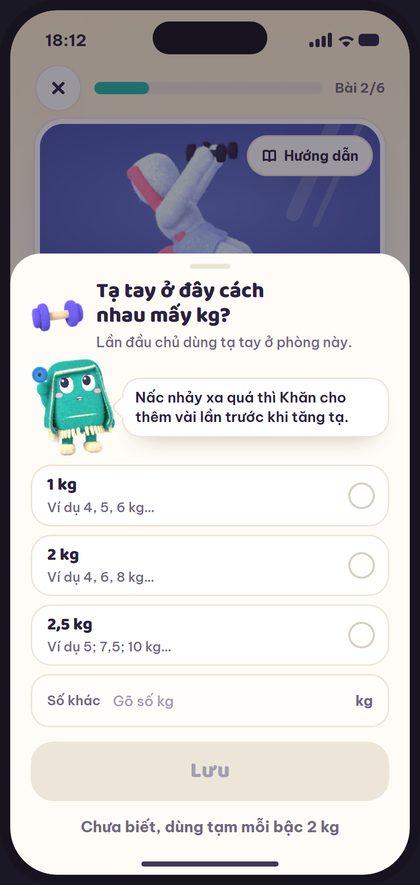 18:12
Bài 2/6
Hướng dẫn
Tạ tay ở đây cách
nhau mấy kg?
Lần đầu chủ dùng tạ tay ở phòng này.
Nấc nhảy xa quá thì Khăn cho
thêm vài lần trước khi tăng tạ.
1 kg
Ví dụ 4, 5, 6 kg...
2 kg
Ví dụ 4, 6, 8 kg...
2,5 kg
Ví dụ 5; 7,5; 10 kg...
Số khác Gõ số kg kg
Lưu
Chưa biết, dùng tạm mỗi bậc 2 kg